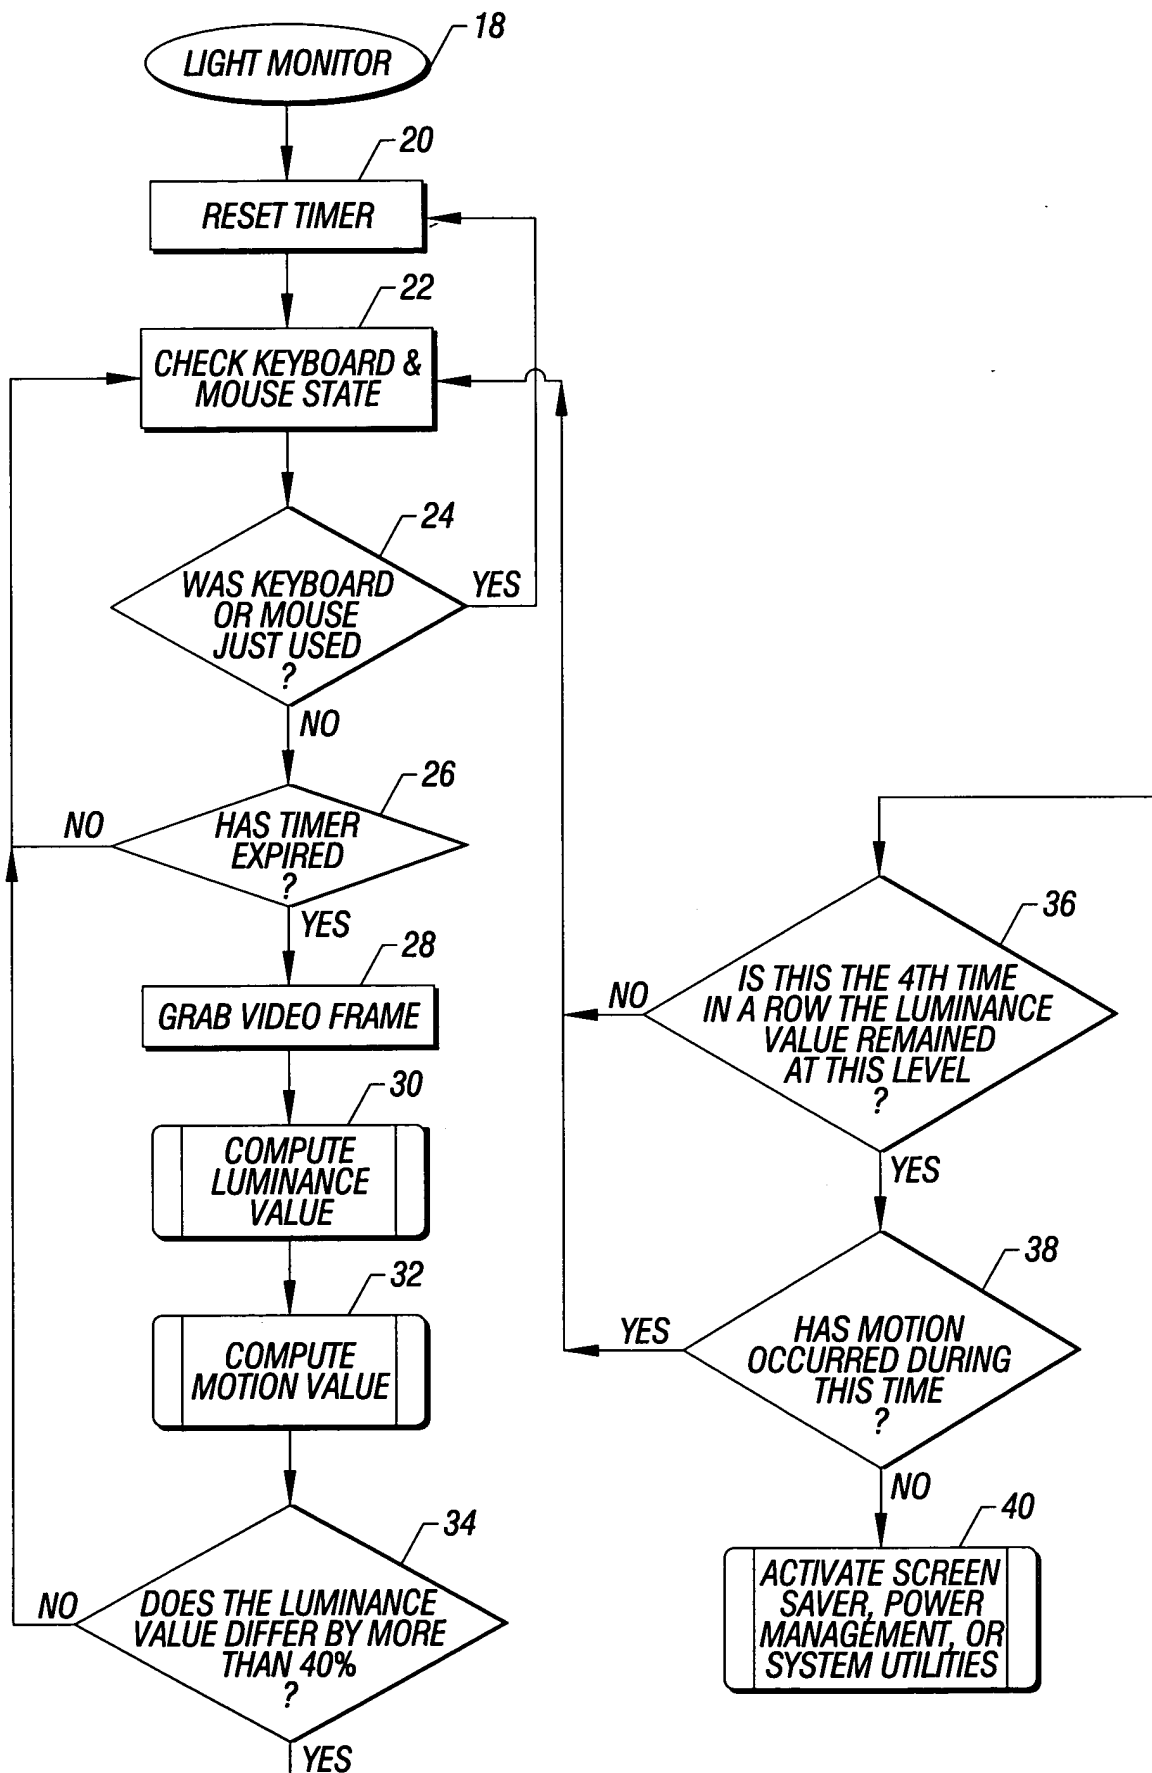 18
LIGHT MONITOR
20
RESET TIMER
22
CHECK KEYBOARD &
MOUSE STATE
24
WAS KEYBOARD
OR MOUSE
JUST USED
?
YES
NO
26
HAS TIMER
EXPIRED
?
NO
YES
28
GRAB VIDEO FRAME
30
COMPUTE
LUMINANCE
VALUE
32
COMPUTE
MOTION VALUE
34
DOES THE LUMINANCE
VALUE DIFFER BY MORE
THAN 40%
?
NO
YES
36
IS THIS THE 4TH TIME
IN A ROW THE LUMINANCE
VALUE REMAINED
AT THIS LEVEL
?
NO
YES
38
HAS MOTION
OCCURRED DURING
THIS TIME
?
YES
NO
40
ACTIVATE SCREEN
SAVER, POWER
MANAGEMENT, OR
SYSTEM UTILITIES